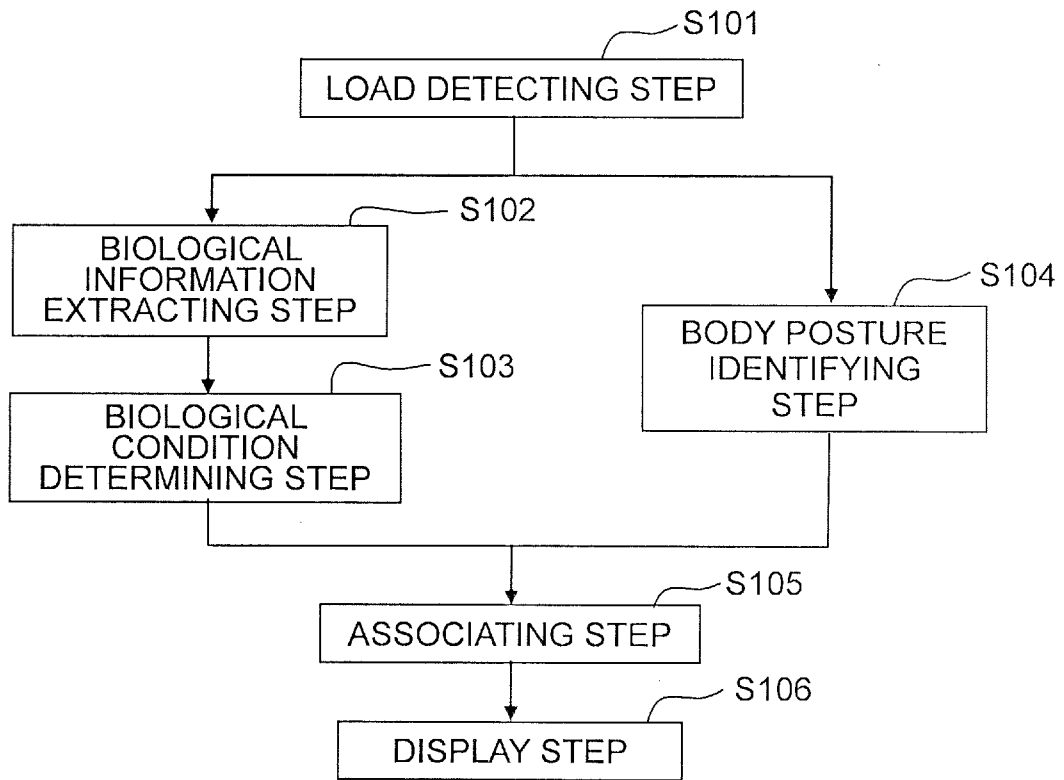 S101
LOAD DETECTING STEP
S102
BIOLOGICAL
INFORMATION
EXTRACTING STEP
S104
BODY POSTURE
IDENTIFYING
STEP
S103
BIOLOGICAL
CONDITION
DETERMINING STEP
S105
ASSOCIATING STEP
S106
DISPLAY STEP